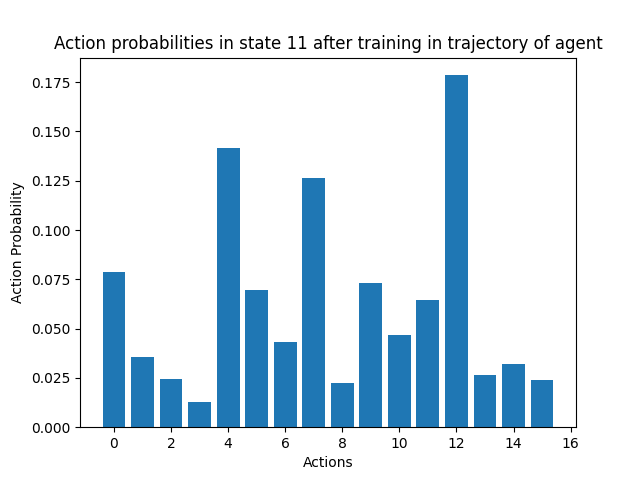 Action probabilities in state 11 after training in trajectory of agent
0.175
0.150
0.125
0.100
0.075
0.050
0.025
0.000
Action Probability
0 2 4 6 8 10 12 14 16
Actions